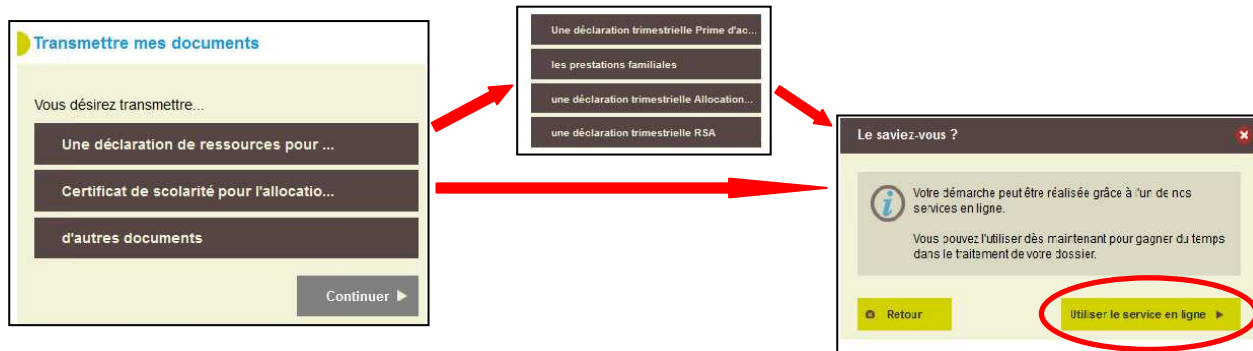 Transmettre mes documents
Vous désirez transmettre...
Une déclaration de ressources pour ...
Certificat de scolarité pour l'allocatio...
d'autres documents
Continuer
Une déclaration trimestrielle Prime d'ac...
les prestations familiales
une déclaration trimestrielle Allocation...
une déclaration trimestrielle RSA
Le saviez-vous ?
Votre démarche peut être réalisée grâce à l'un de nos
services en ligne.
Vous pouvez l'utiliser dès maintenant pour gagner du temps
dans le traitement de votre dossier.
Retour
Utiliser le service en ligne